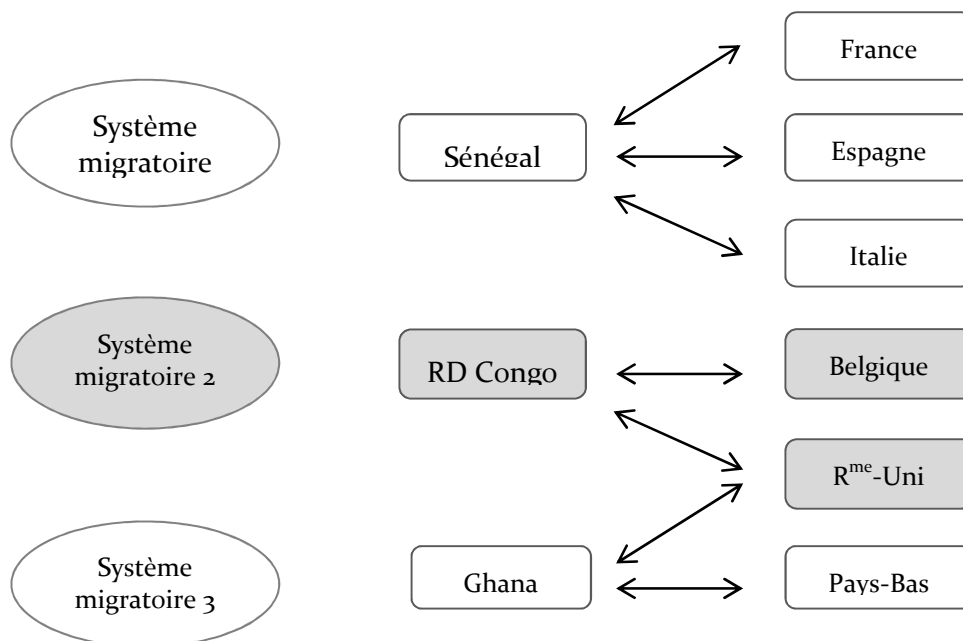 France
Système
migratoire
Sénégal
Espagne
Italie
Système
migratoire 2
RD Congo
Belgique
Rᵐᵉ-Uni
Système
migratoire 3
Ghana
Pays-Bas